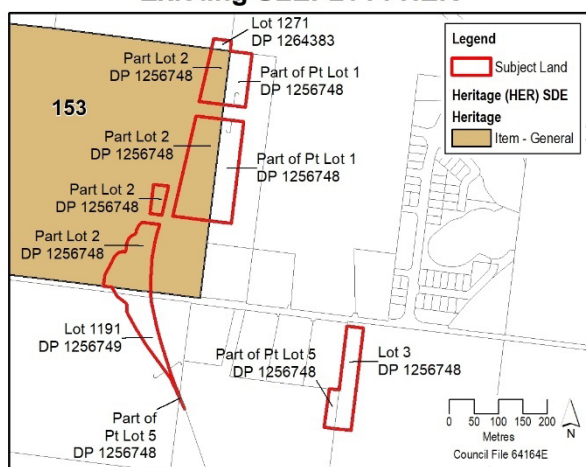 Lot 1271
DP 1264383
Part Lot 2
DP 1256748
Part of Pt Lot 1
DP 1256748
153
Part Lot 2
DP 1256748
Part of Pt Lot 1
DP 1256748
Part Lot 2
DP 1256748
Part Lot 2
DP 1256748
Lot 1191
DP 1256749
Part of Pt Lot 5
DP 1256748
Lot 3
DP 1256748
Part of
Pt Lot 5
DP 1256748
Legend
Subject Land
Heritage (HER) SDE
Heritage
Item - General
0 50 100 150 200
Metres
N
Council File 64164E